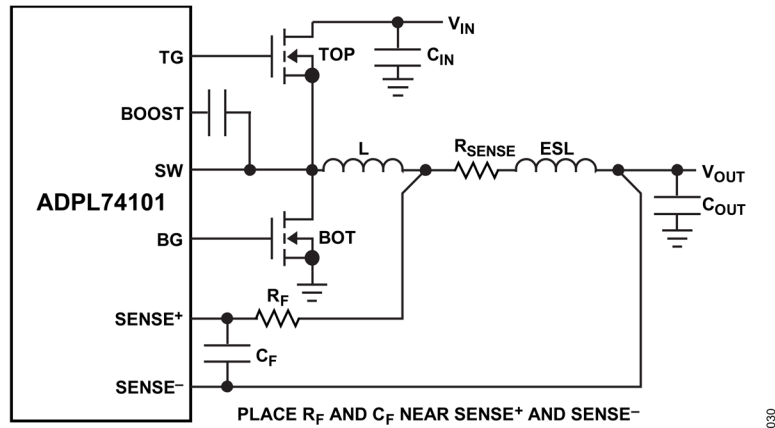 V_IN
TG
TOP
C_IN
BOOST
L
R_SENSE
ESL
SW
V_OUT
ADPL74101
C_OUT
BG
BOT
R_F
SENSE+
C_F
SENSE–
PLACE R_F AND C_F NEAR SENSE+ AND SENSE–
030